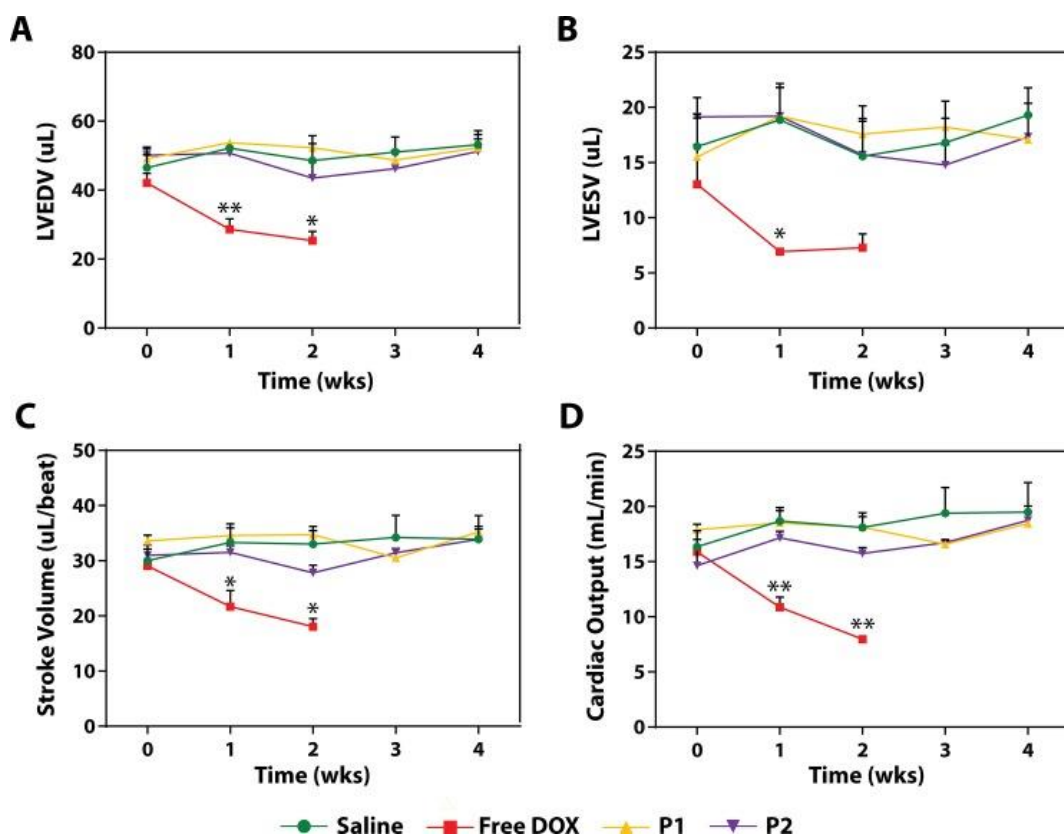 A
LVEDV (uL)
80
60
40
20
0
**
*
0 1 2 3 4
Time (wks)
B
LVESV (uL)
25
20
15
10
5
0
*
0 1 2 3 4
Time (wks)
C
Stroke Volume (uL/beat)
50
40
30
20
10
0
*
*
0 1 2 3 4
Time (wks)
D
Cardiac Output (mL/min)
25
20
15
10
5
0
**
**
0 1 2 3 4
Time (wks)
Saline Free DOX P1 P2